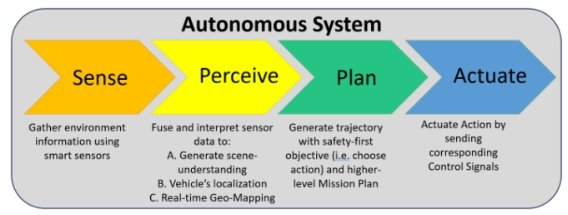 Autonomous System
Sense
Perceive
Plan
Actuate
Gather environment
information using
smart sensors
Fuse and interpret sensor
data to:
A. Generate scene-
understanding
B. Vehicle's localization
C. Real-time Geo-Mapping
Generate trajectory
with safety-first
objective (i.e. choose
action) and higher-
level Mission Plan
Actuate Action by
sending
corresponding
Control Signals